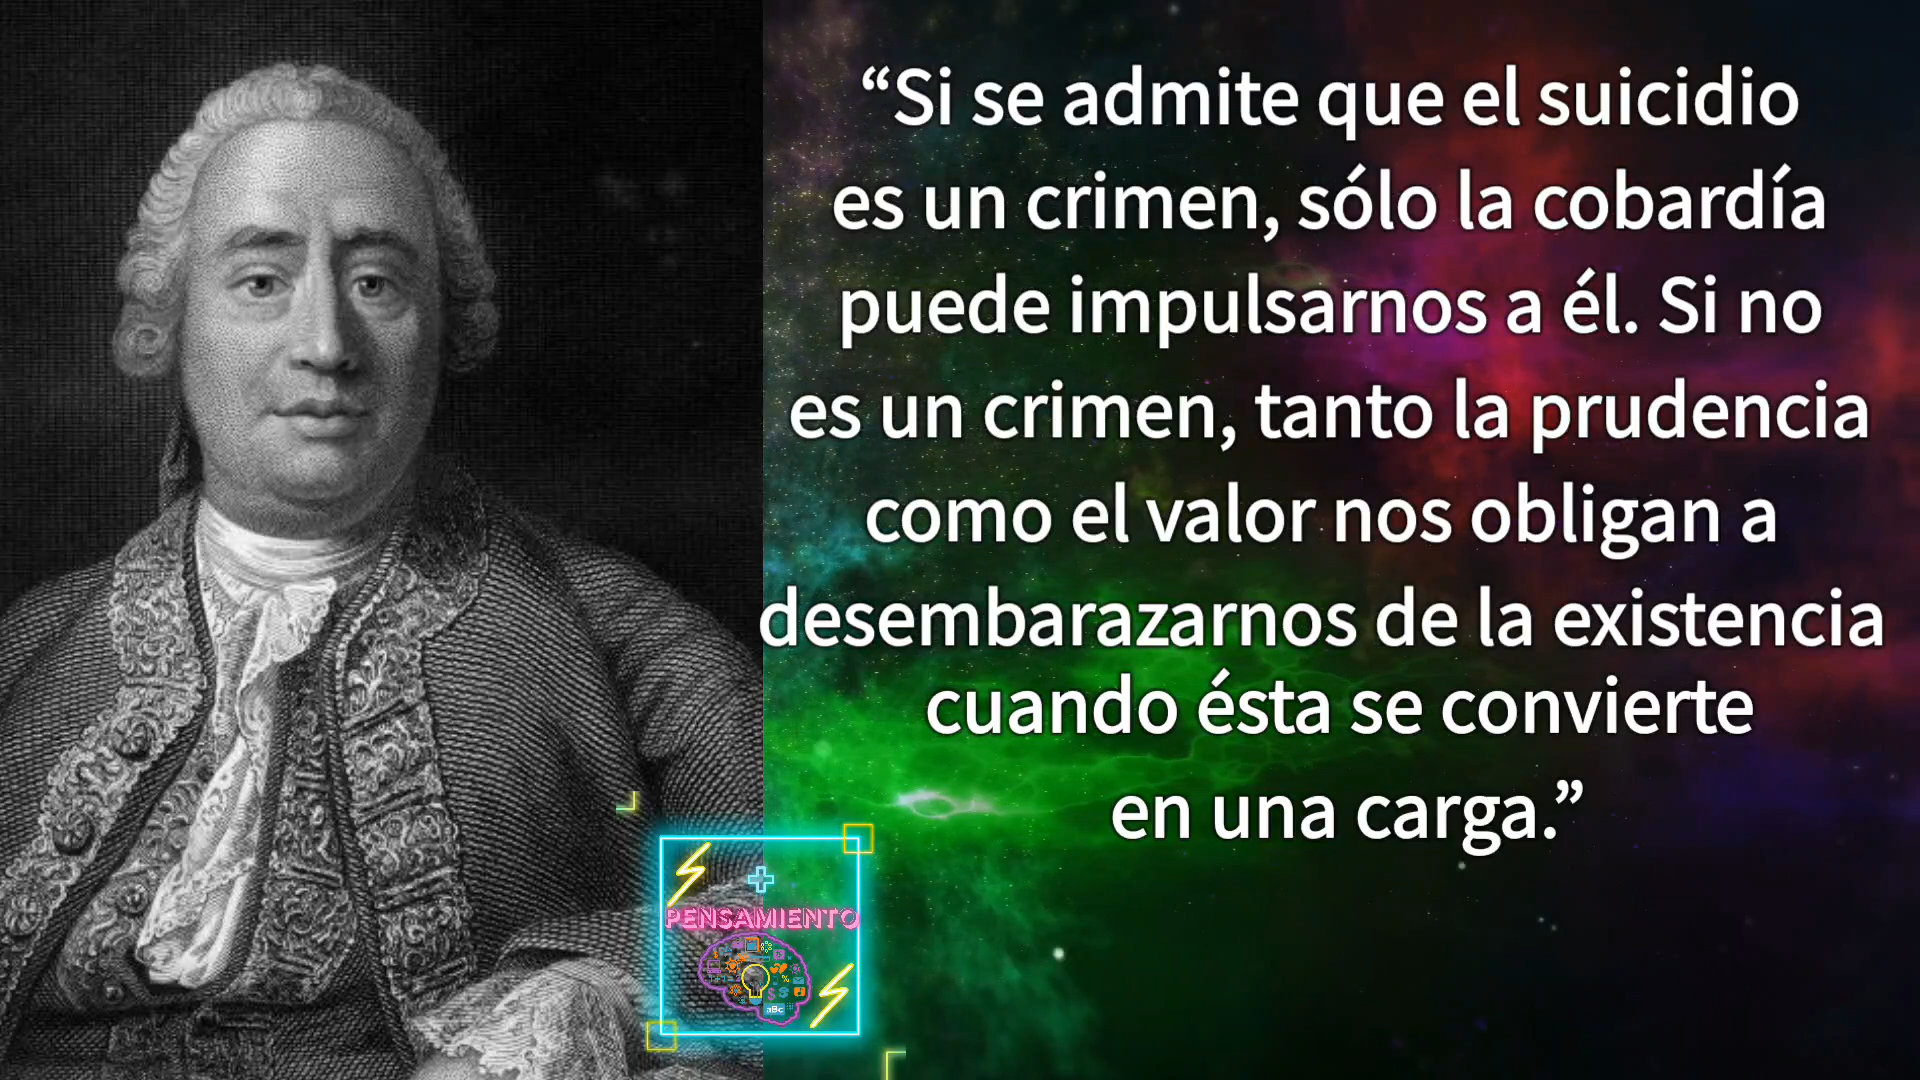 “Si se admite que el suicidio
es un crimen, sólo la cobardía
puede impulsarnos a él. Si no
es un crimen, tanto la prudencia
como el valor nos obligan a
desembarazarnos de la existencia
cuando ésta se convierte
en una carga.”
PENSAMIENTO
aBc